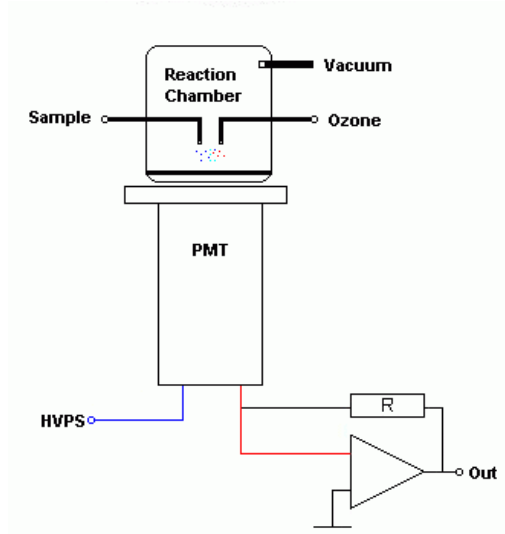 Reaction
Chamber
Vacuum
Sample
Ozone
PMT
HVPS
R
Out